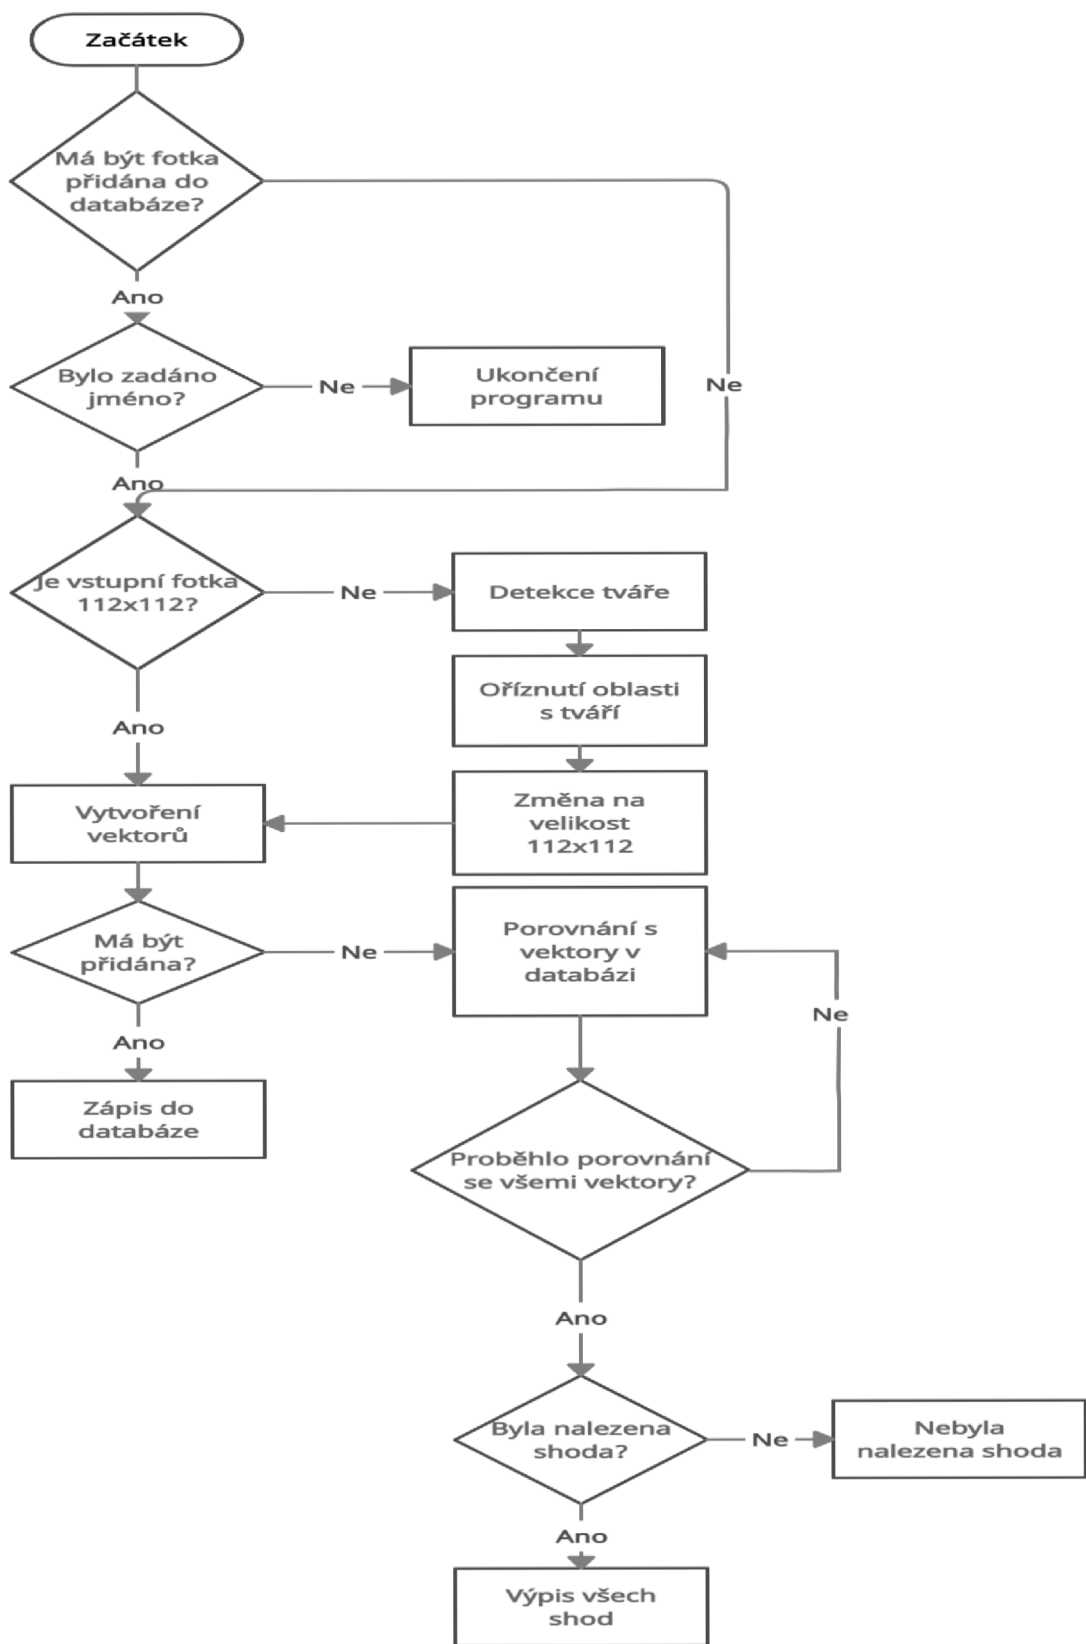 Začátek
Má být fotka
přidána do
databáze?
Ano
Bylo zadáno
jméno?
Ne
Ukončení
programu
Ne
Ano
Je vstupní fotka
112x112?
Ne
Detekce tváře
Oříznutí oblasti
s tváří
Ano
Změna na
velikost
112x112
Vytvoření
vektorů
Má být
přidána?
Ne
Porovnání s
vektory v
databázi
Ne
Ano
Zápis do
databáze
Proběhlo porovnání
se všemi vektory?
Ano
Byla nalezena
shoda?
Ne
Nebyla
nalezena shoda
Ano
Výpis všech
shod